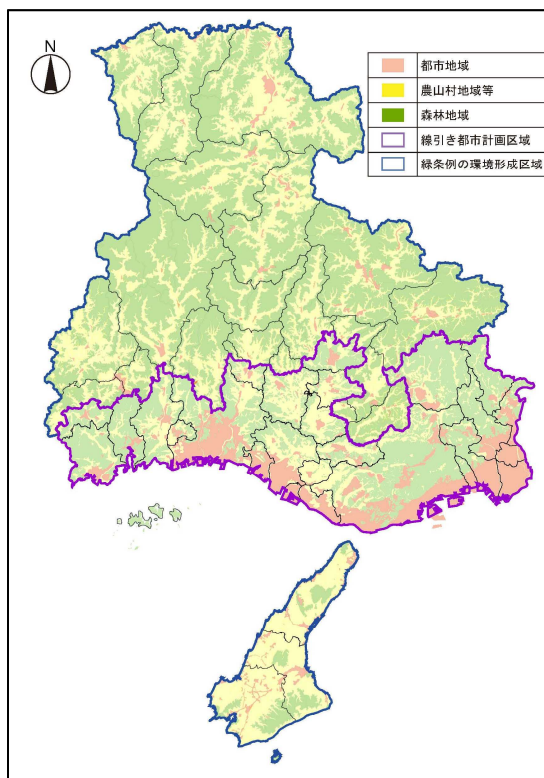 N
都市地域
農山村地域等
森林地域
線引き都市計画区域
緑条例の環境形成区域